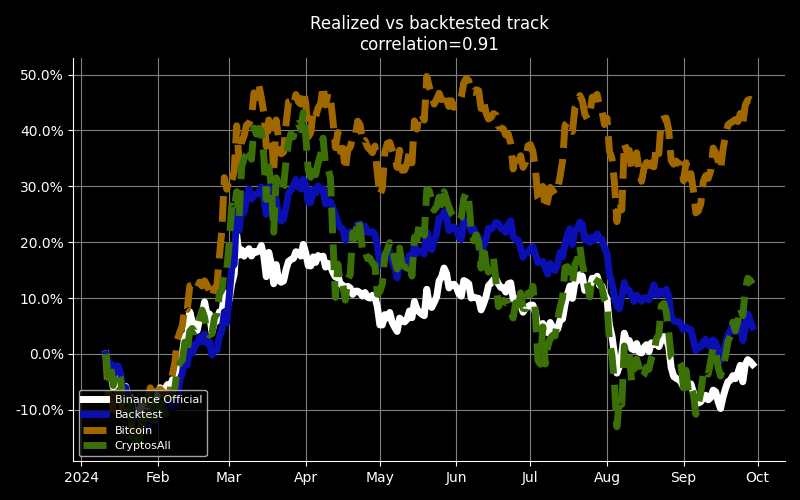 Realized vs backtested track
correlation=0.91
50.0%
40.0%
30.0%
20.0%
10.0%
0.0%
-10.0%
Binance Official
Backtest
Bitcoin
CryptosAll
2024 Feb Mar Apr May Jun Jul Aug Sep Oct